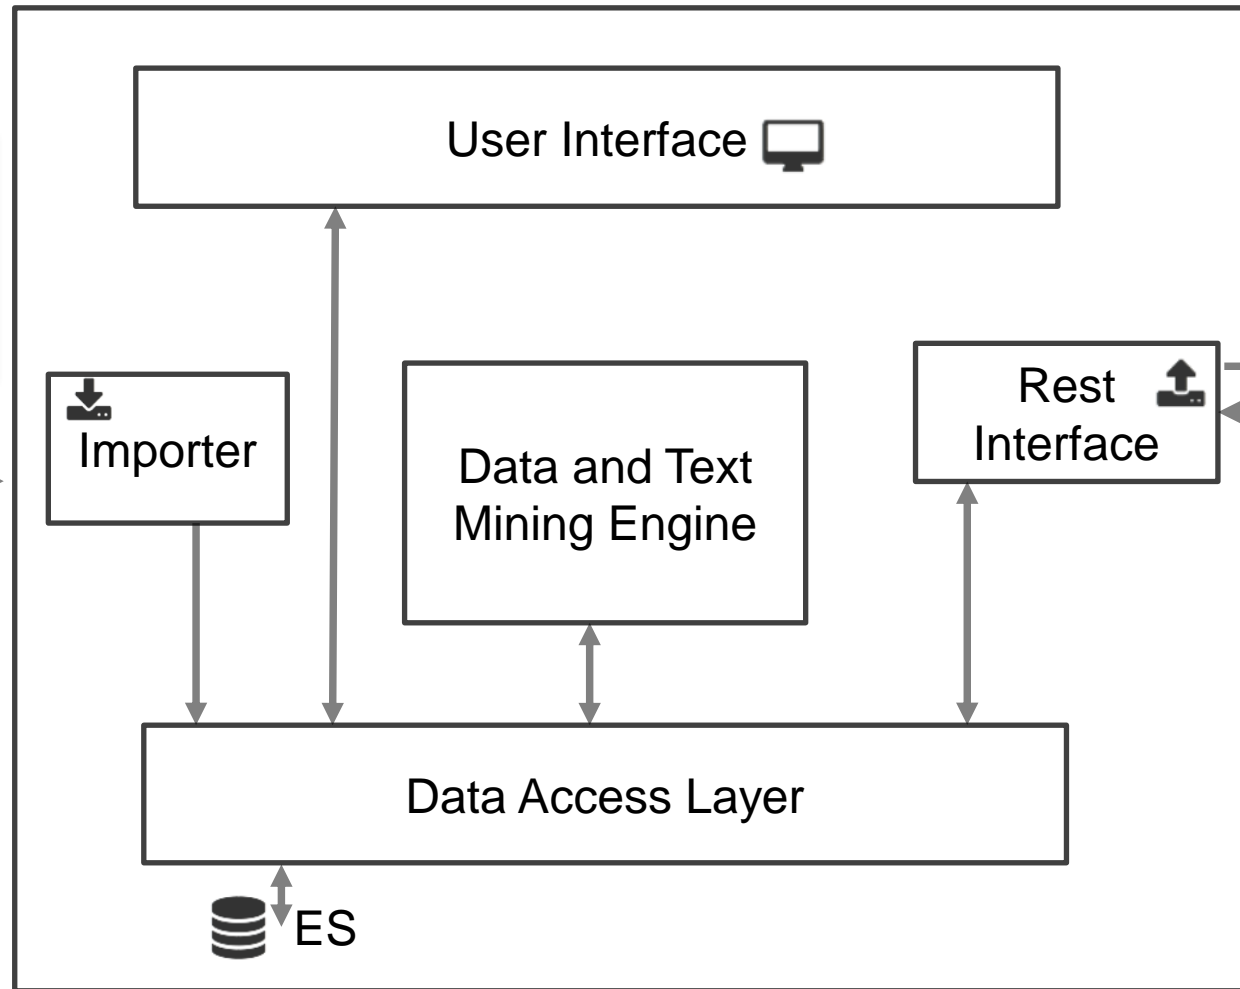 User Interface
Importer
Data and Text
Mining Engine
Rest
Interface
Data Access Layer
ES